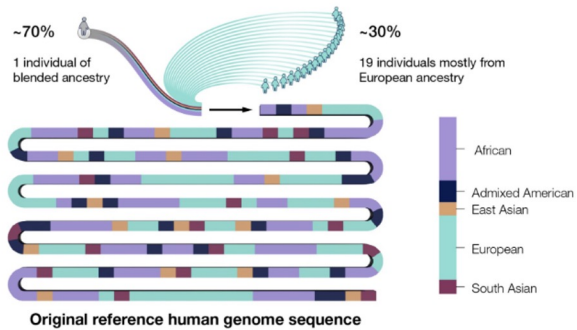 ~70%
1 individual of
blended ancestry
~30%
19 individuals mostly from
European ancestry
African
Admixed American
East Asian
European
South Asian
Original reference human genome sequence